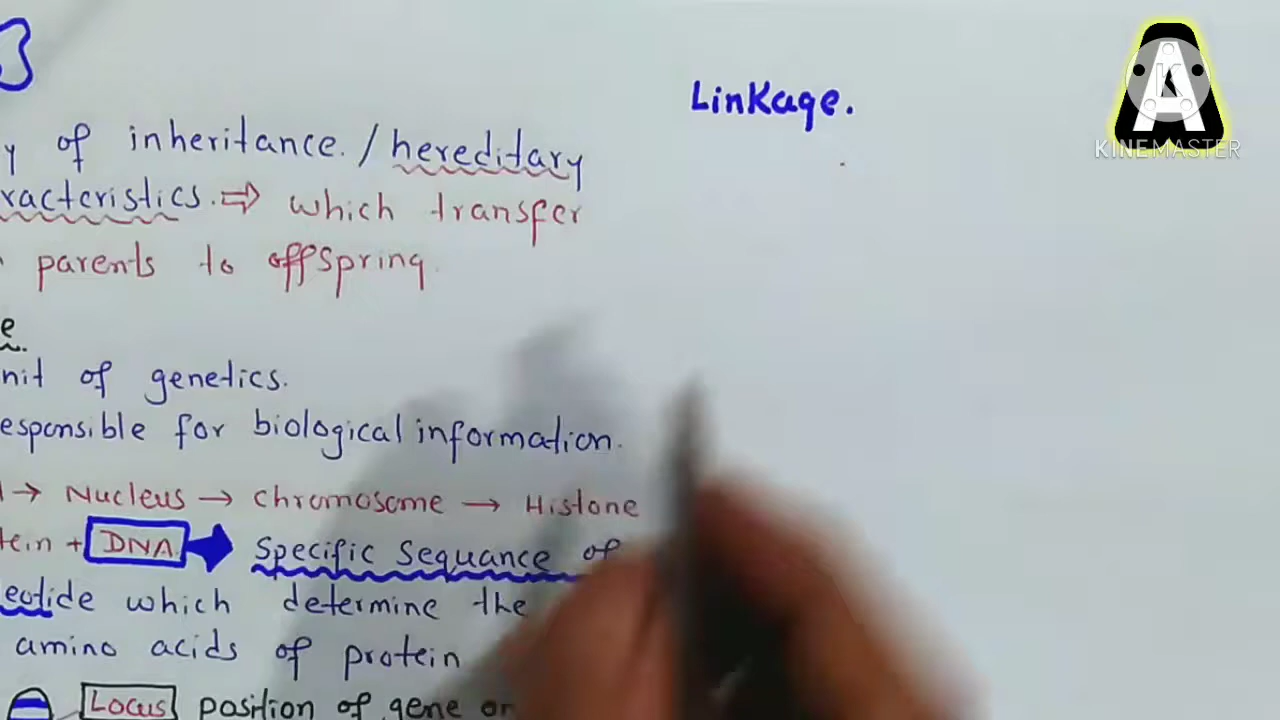 Linkage.
KINEMASTER
y of inheritance. / hereditary
racteristics. ⇒ which transfer
parents to offspring.
e
nit of genetics.
esponsible for biological information.
→ Nucleus → chromosome → Histone
tein + DNA → specific sequance of
eotide which determine the
amino acids of protein
Locus position of gene on